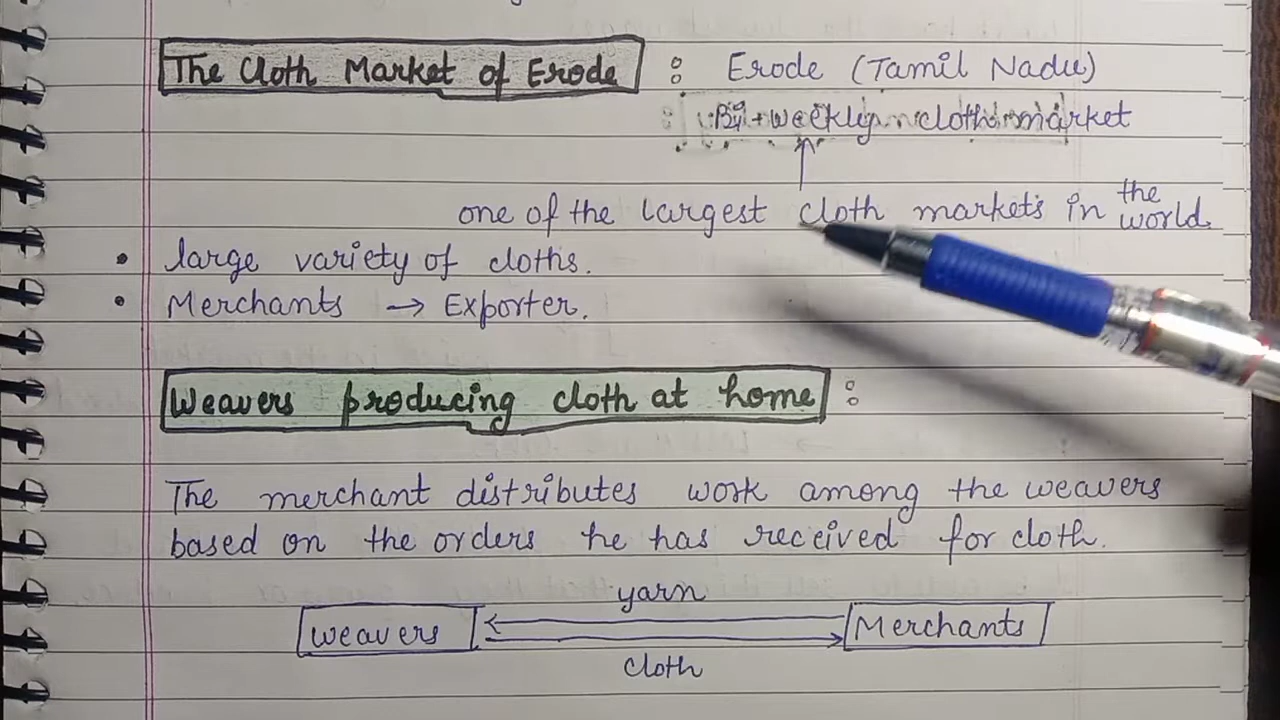 The Cloth Market of Erode : Erode (Tamil Nadu)
: Bi-weekly cloth market
one of the largest cloth markets in the world.
• large variety of cloths.
• Merchants → Exporter.
Weavers producing cloth at home :
The merchant distributes work among the weavers
based on the orders he has received for cloth.
yarn
Weavers Merchants
cloth